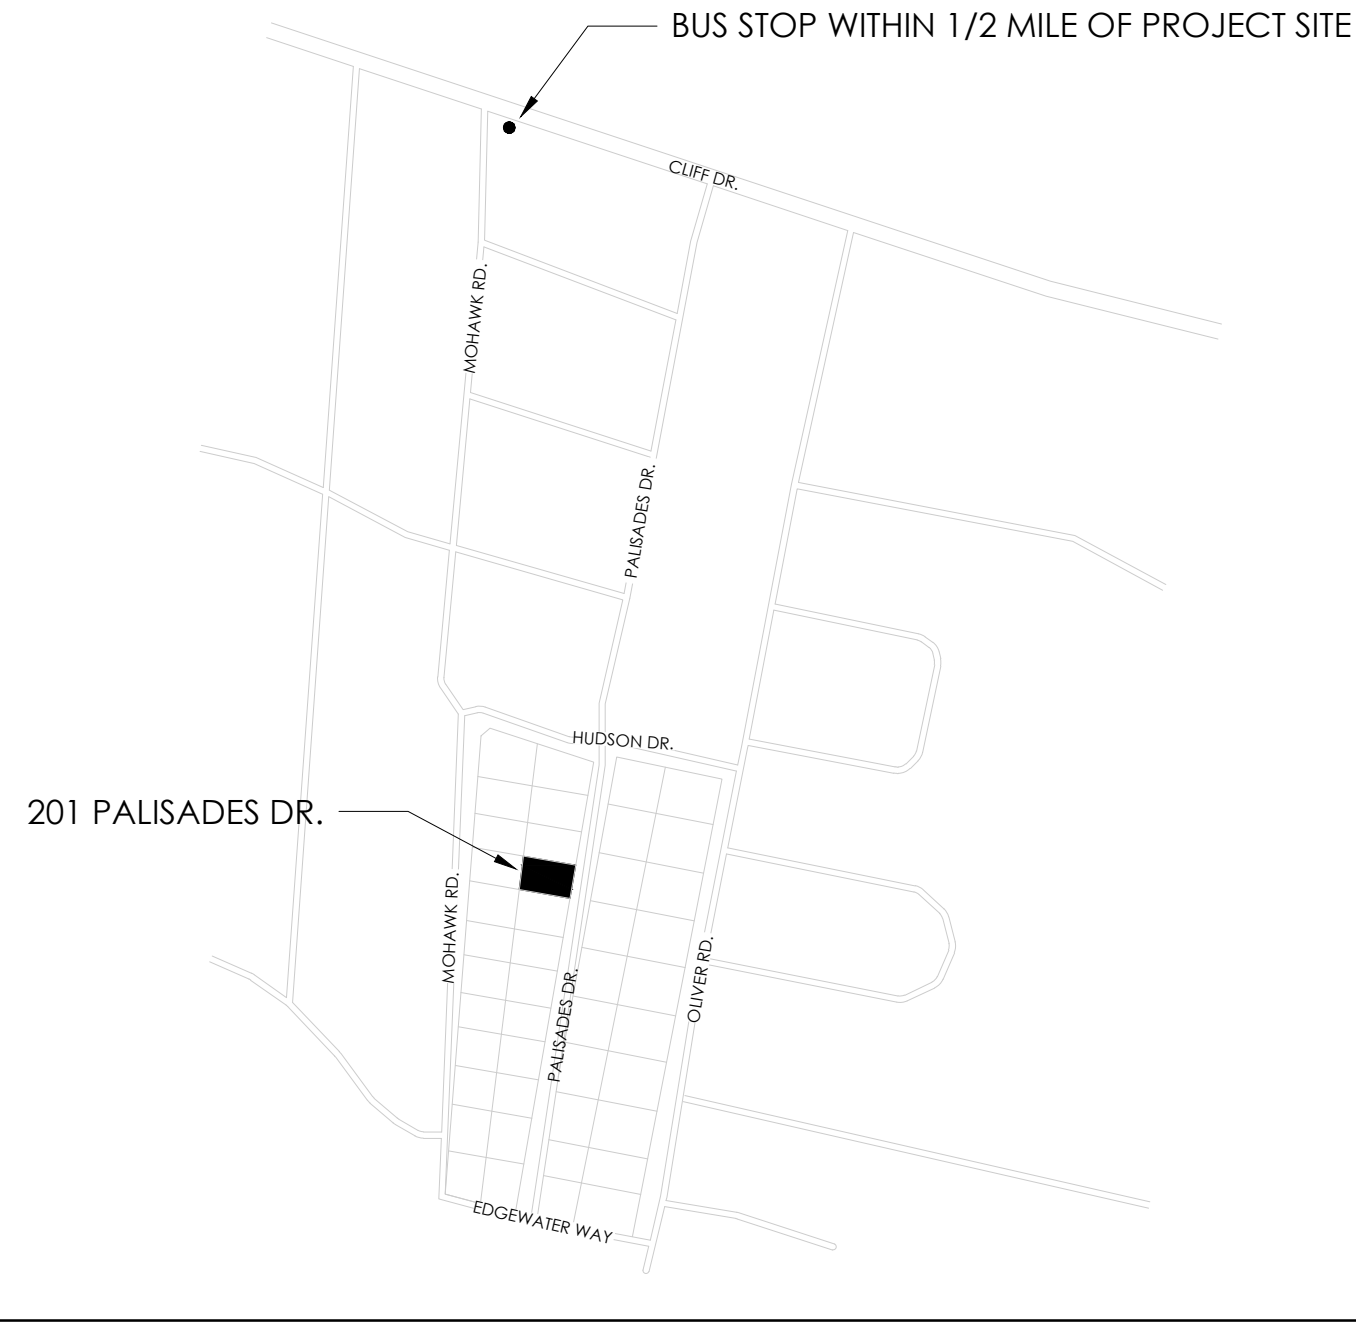 BUS STOP WITHIN 1/2 MILE OF PROJECT SITE
CLIFF DR.
MOHAWK RD.
PALISADES DR.
HUDSON DR.
201 PALISADES DR.
MOHAWK RD.
OLIVER RD.
PALISADES DR.
EDGEWATER WAY